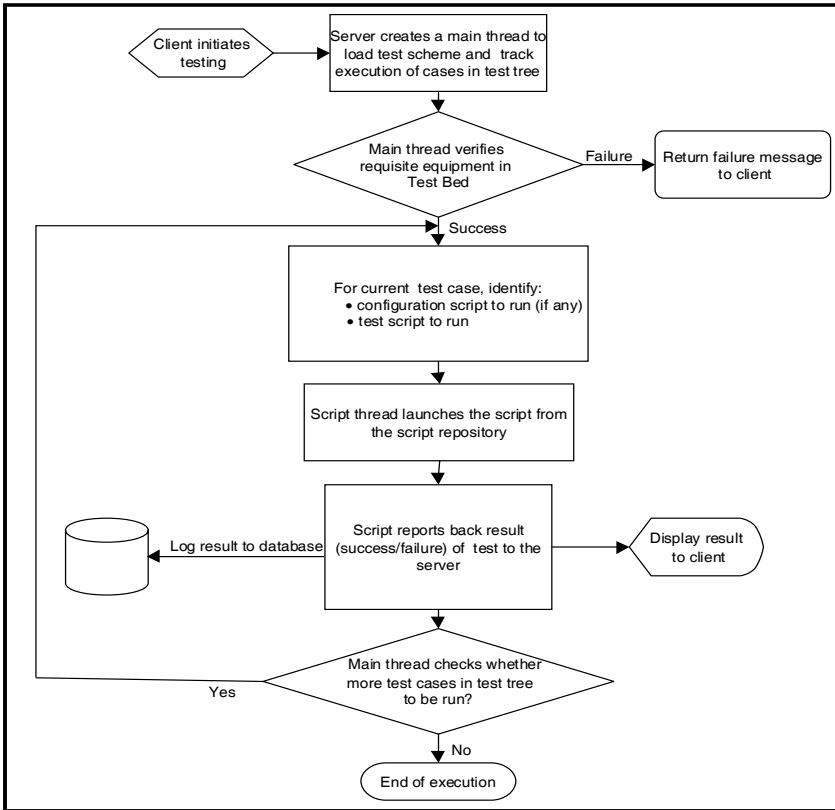 Client initiates
testing
Server creates a main thread to
load test scheme and track
execution of cases in test tree
Main thread verifies
requisite equipment in
Test Bed
Failure
Return failure message
to client
Success
For current test case, identify:
• configuration script to run (if any)
• test script to run
Script thread launches the script from
the script repository
Log result to database
Script reports back result
(success/failure) of test to the
server
Display result
to client
Main thread checks whether
more test cases in test tree
to be run?
Yes
No
End of execution